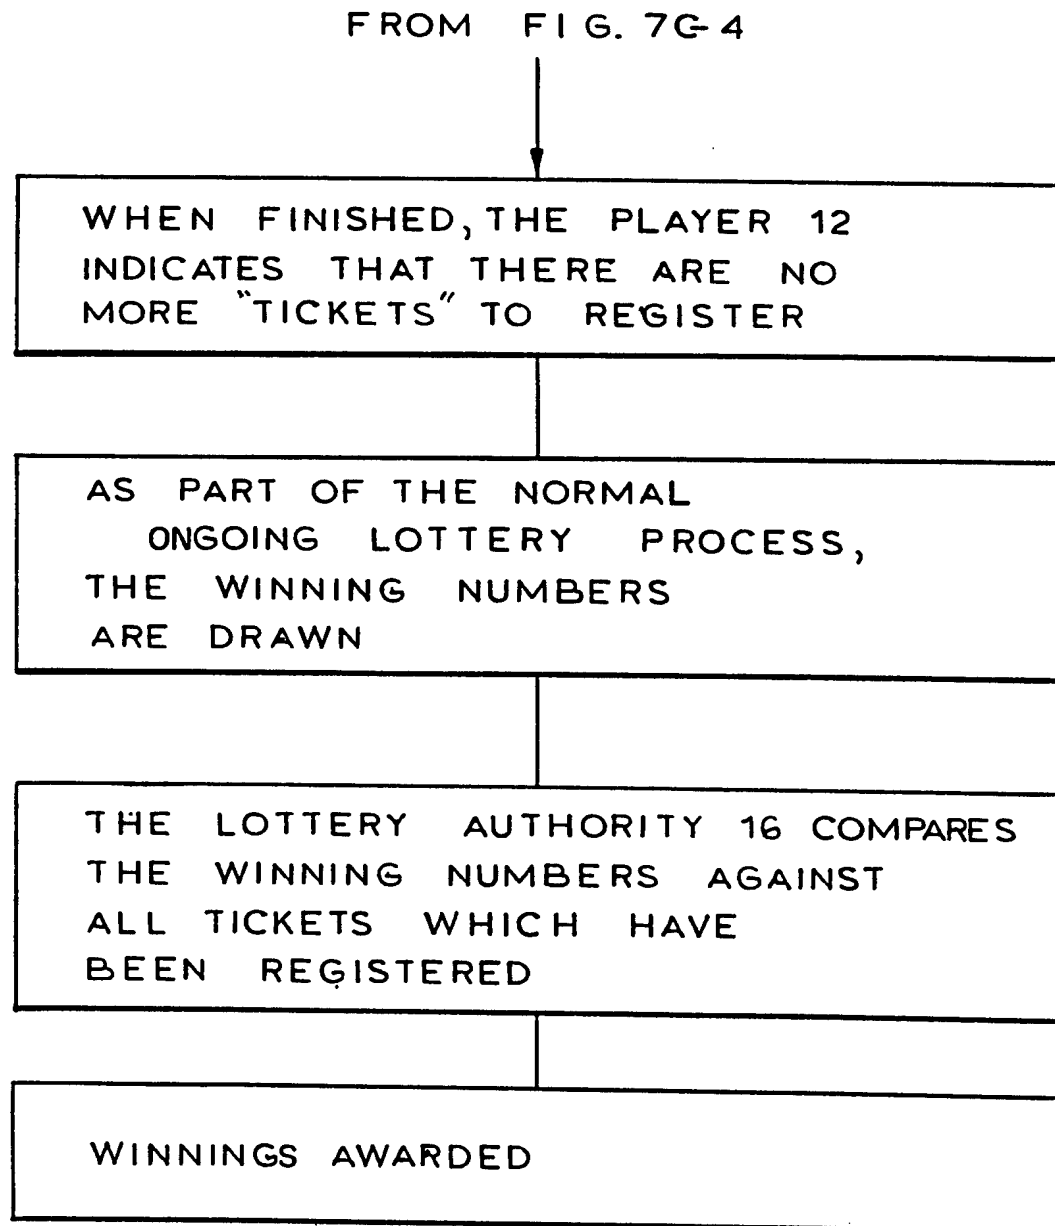 FROM FIG. 7C-4
WHEN FINISHED, THE PLAYER 12
INDICATES THAT THERE ARE NO
MORE "TICKETS" TO REGISTER
AS PART OF THE NORMAL
ONGOING LOTTERY PROCESS,
THE WINNING NUMBERS
ARE DRAWN
THE LOTTERY AUTHORITY 16 COMPARES
THE WINNING NUMBERS AGAINST
ALL TICKETS WHICH HAVE
BEEN REGISTERED
WINNINGS AWARDED